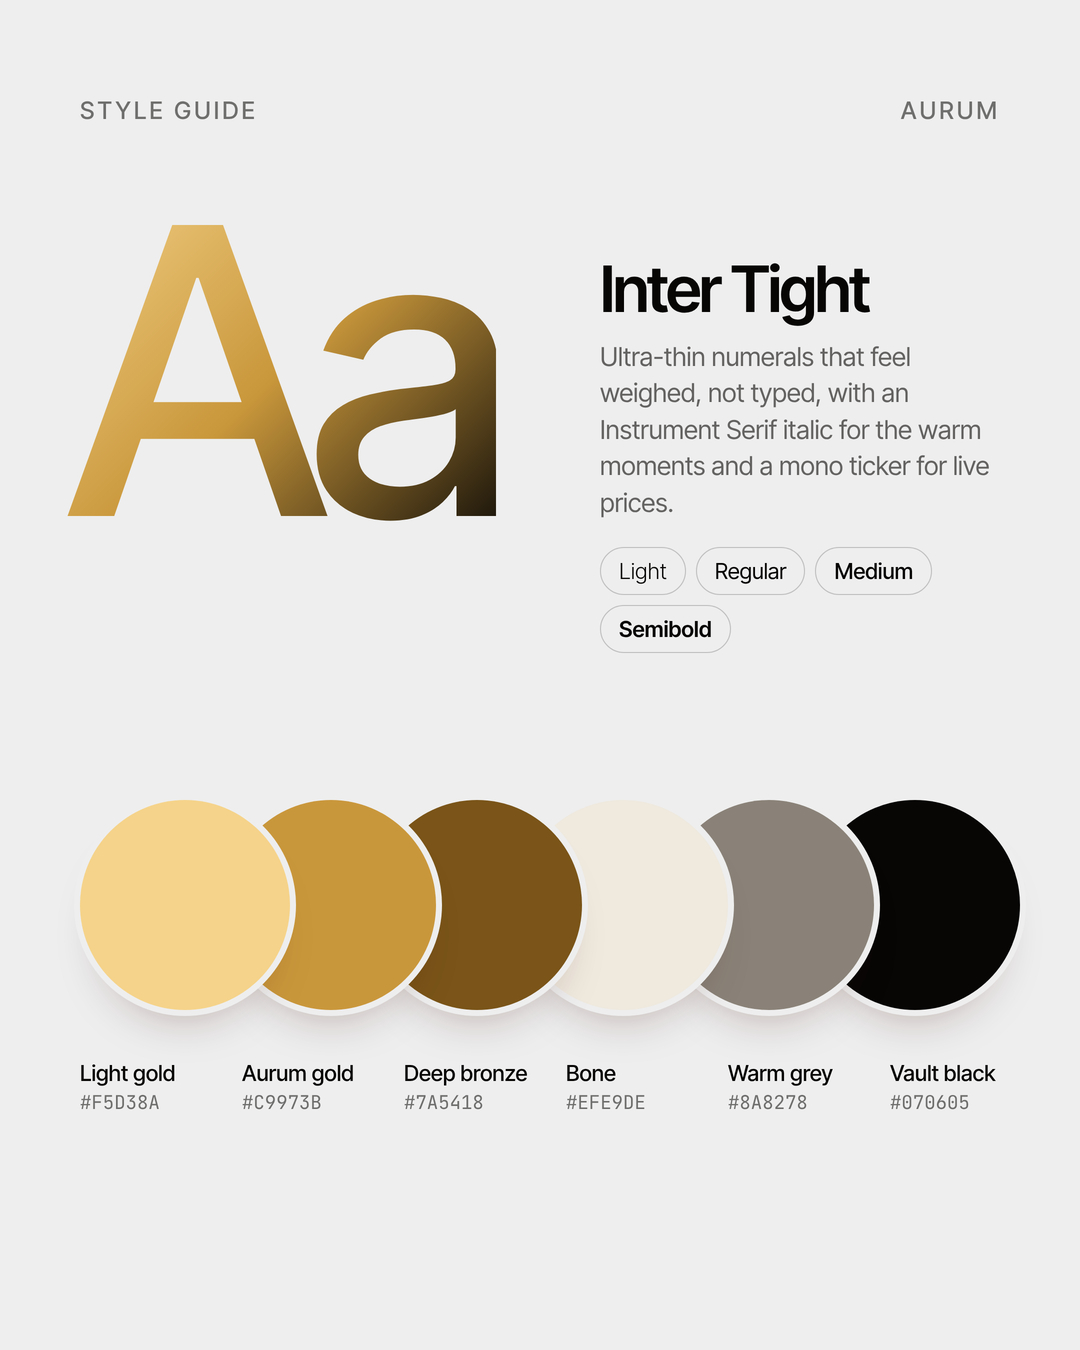 STYLE GUIDE
AURUM
Aa
Inter Tight
Ultra-thin numerals that feel
weighed, not typed, with an
Instrument Serif italic for the warm
moments and a mono ticker for live
prices.
Light
Regular
Medium
Semibold
Light gold
#F5D38A
Aurum gold
#C9973B
Deep bronze
#7A5418
Bone
#EFE9DE
Warm grey
#8A8278
Vault black
#070605